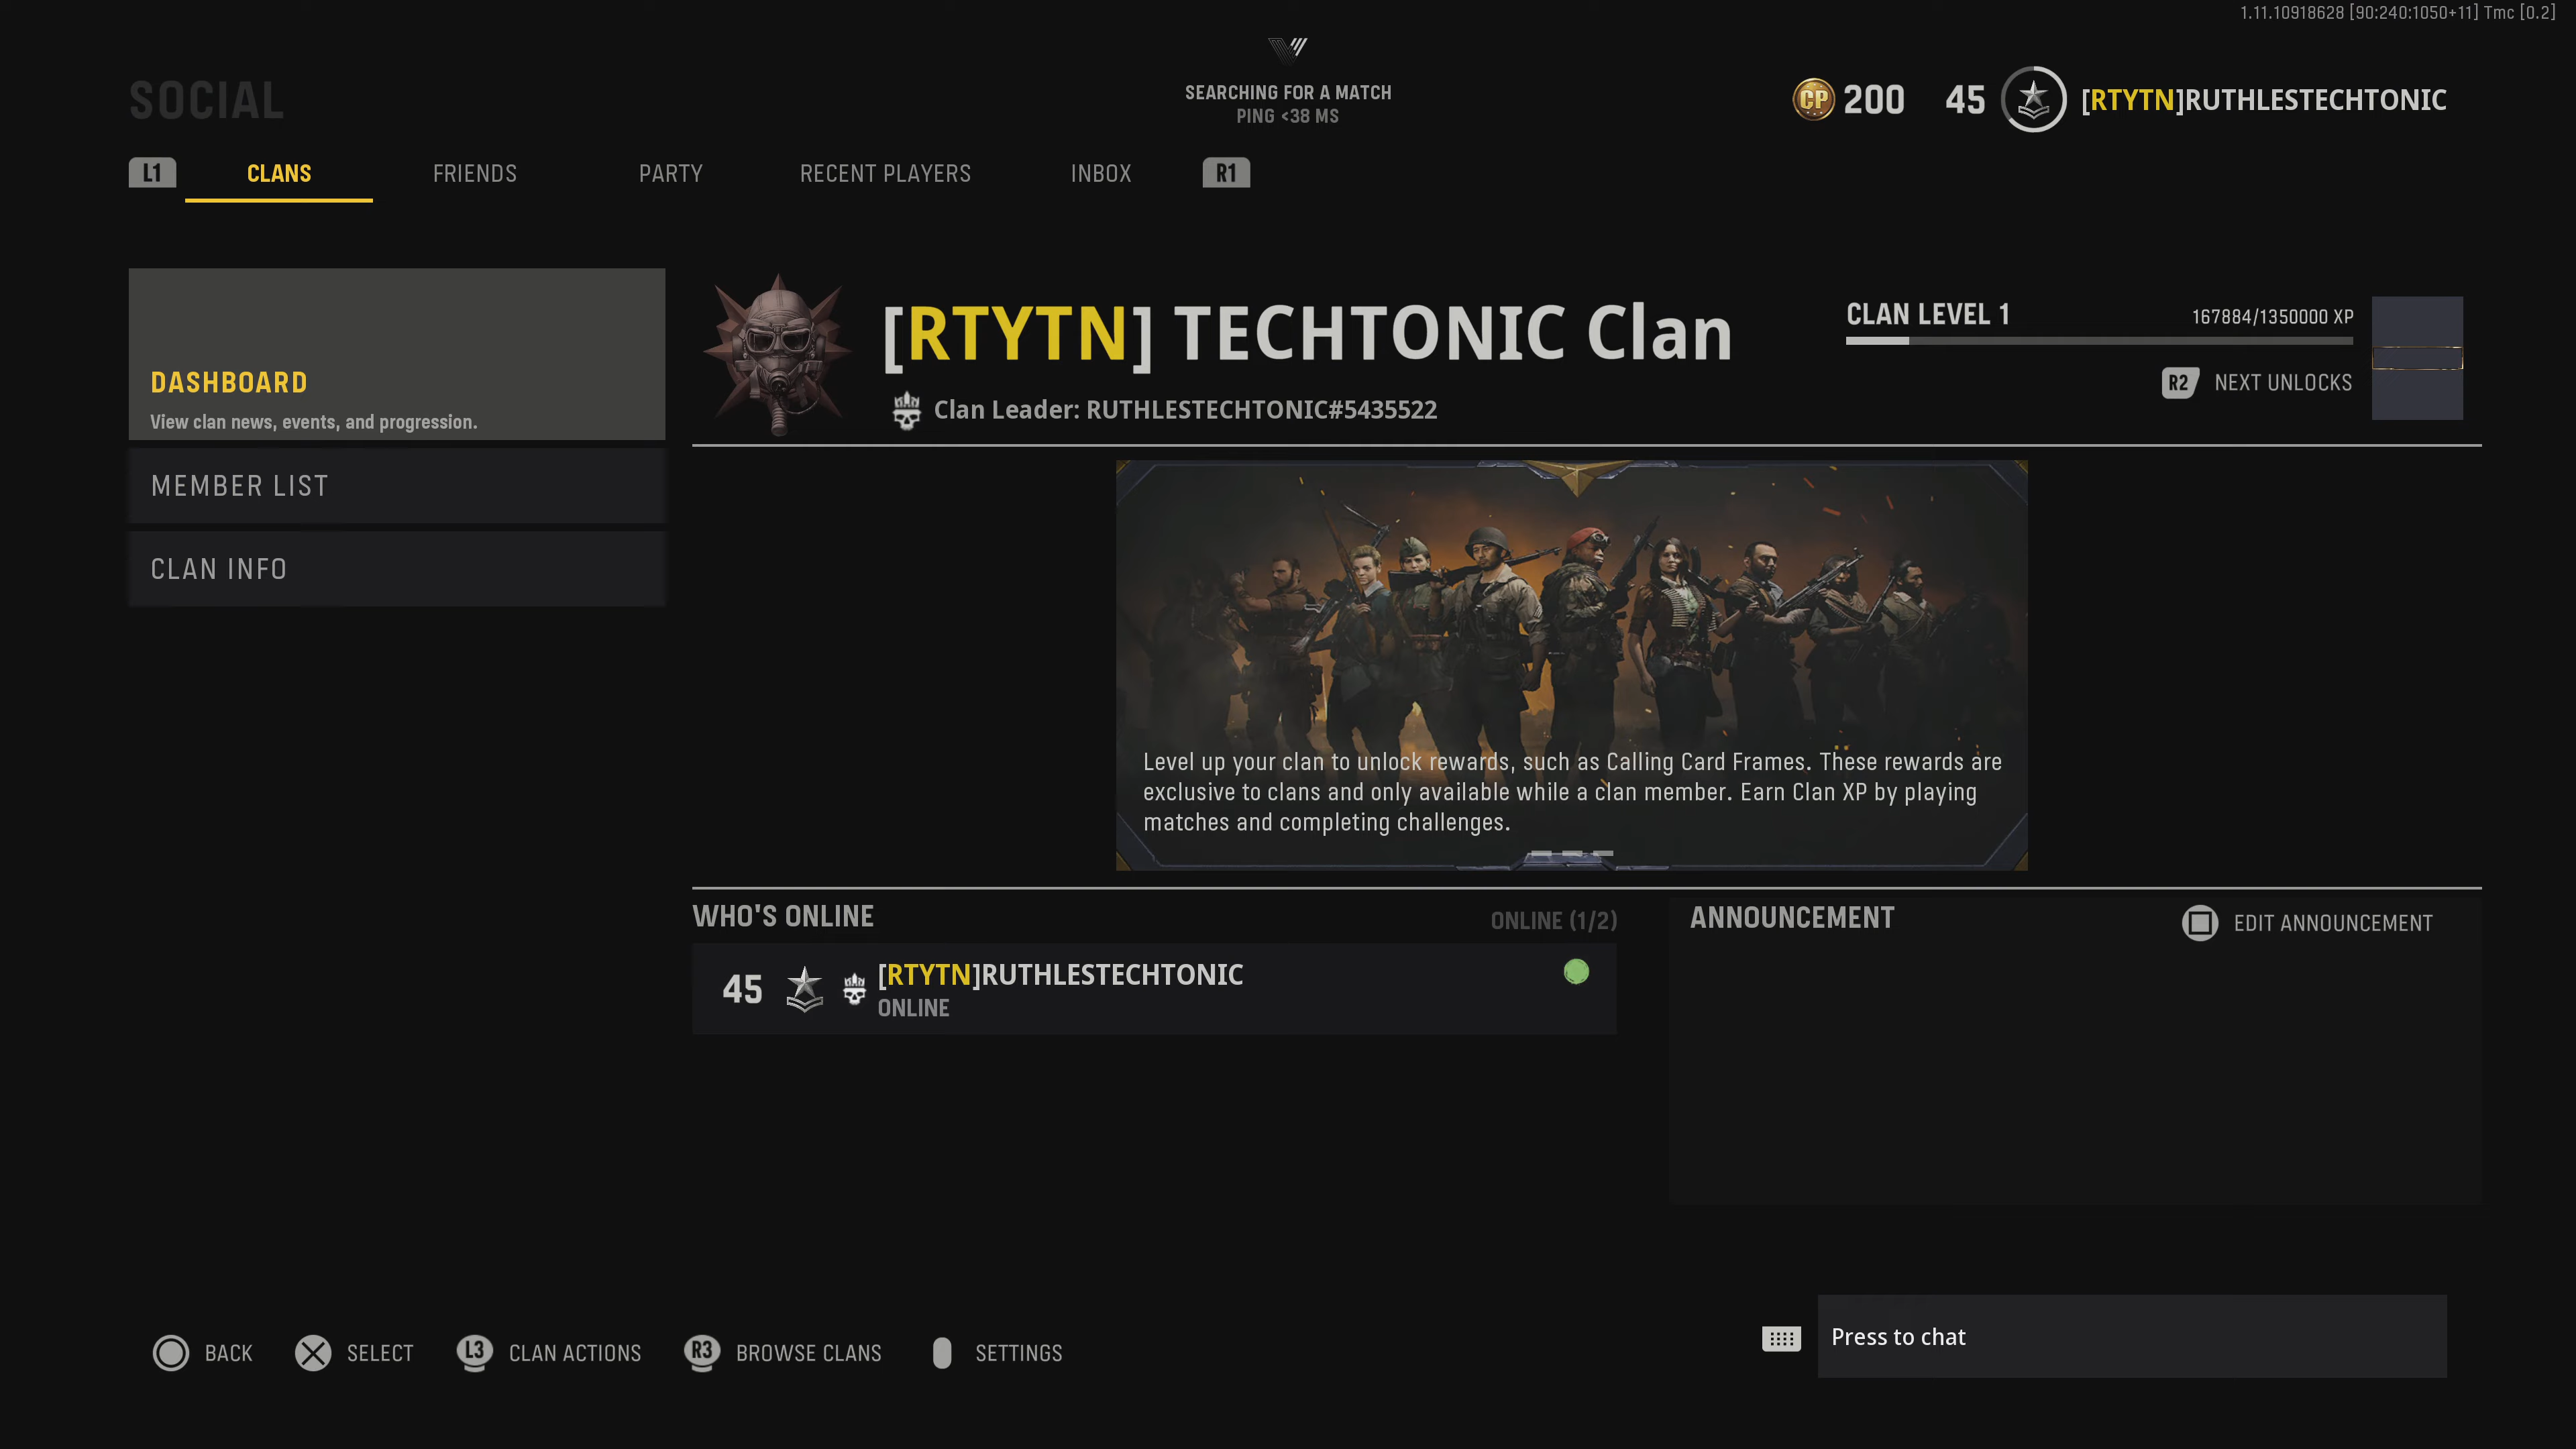 1.11.10918628 [90:240:1050+11] Tmc [0.2]
SOCIAL
SEARCHING FOR A MATCH
PING <38 MS
CP 200 45 [RTYTN]RUTHLESTECHTONIC
L1 CLANS FRIENDS PARTY RECENT PLAYERS INBOX R1
DASHBOARD
View clan news, events, and progression.
MEMBER LIST
CLAN INFO
[RTYTN] TECHTONIC Clan
Clan Leader: RUTHLESTECHTONIC#5435522
CLAN LEVEL 1 167884/1350000 XP
R2 NEXT UNLOCKS
Level up your clan to unlock rewards, such as Calling Card Frames. These rewards are
exclusive to clans and only available while a clan member. Earn Clan XP by playing
matches and completing challenges.
WHO'S ONLINE ONLINE (1/2)
45 [RTYTN]RUTHLESTECHTONIC
ONLINE
ANNOUNCEMENT EDIT ANNOUNCEMENT
BACK SELECT L3 CLAN ACTIONS R3 BROWSE CLANS SETTINGS
Press to chat